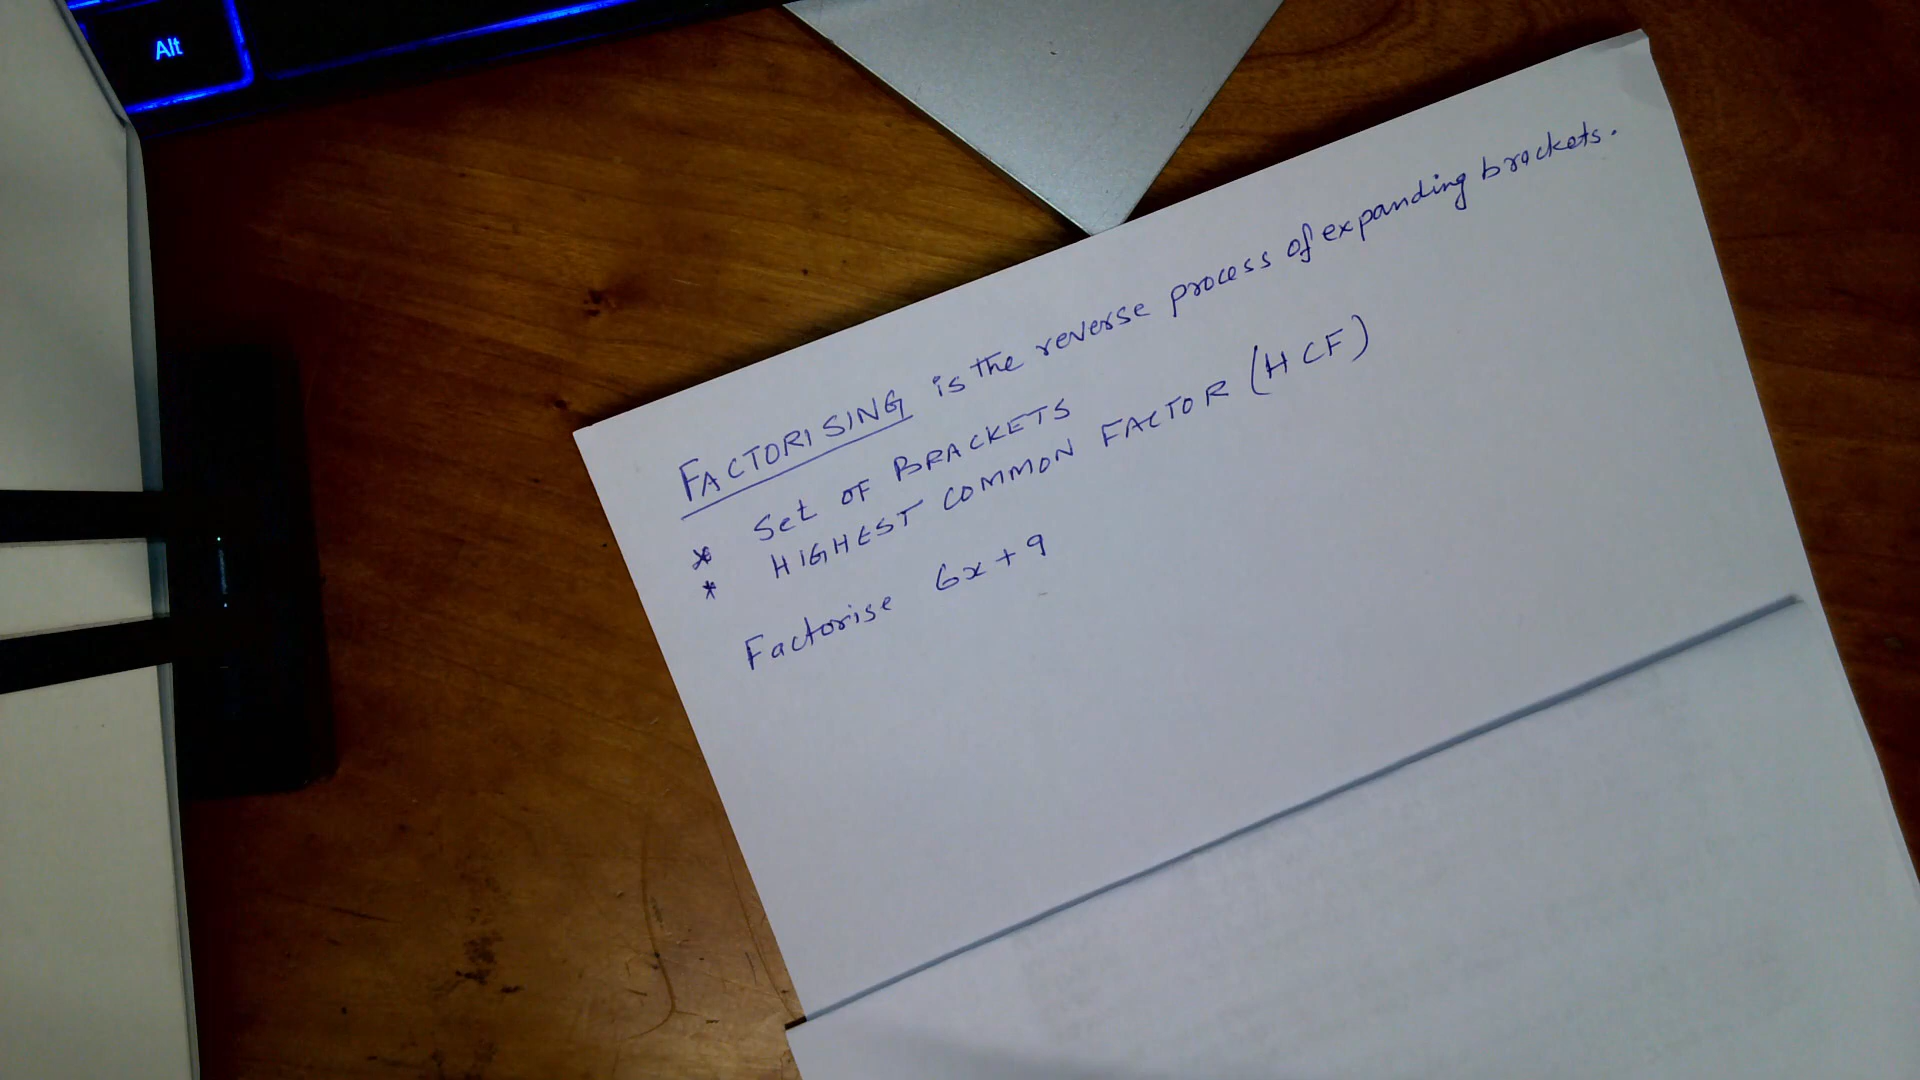 Alt
FACTORISING is the reverse process of expanding brackets.
* Set OF BRACKETS
* HIGHEST COMMON FACTOR (HCF)
Factorise 6x + 9